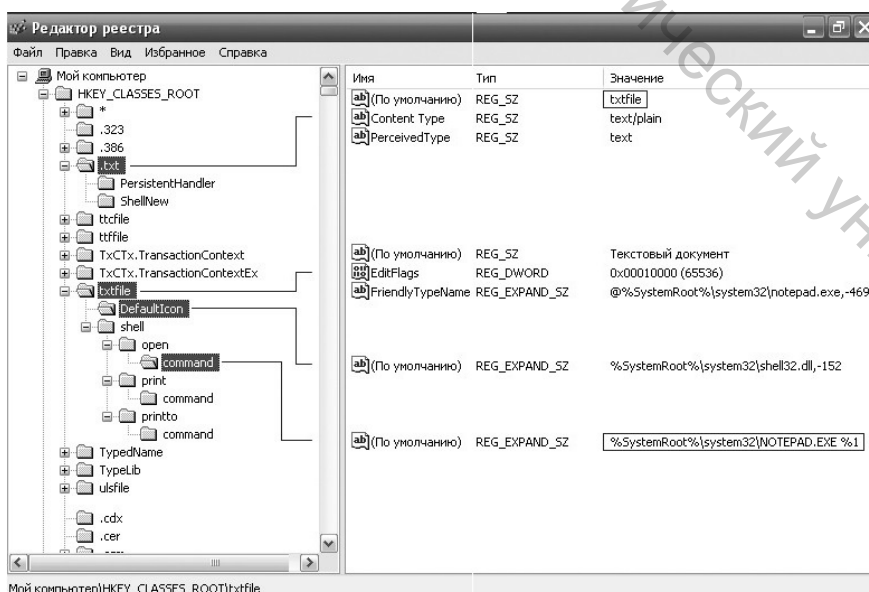 ический ун
Редактор реестра
Файл Правка Вид Избранное Справка
Мой компьютер
HKEY_CLASSES_ROOT
*
.323
.386
.txt
PersistentHandler
ShellNew
ttcfile
ttffile
TxCTx.TransactionContext
TxCTx.TransactionContextEx
txtfile
DefaultIcon
shell
open
command
print
command
printto
command
TypedName
TypeLib
ulsfile
.cdx
.cer
Имя Тип Значение
(По умолчанию) REG_SZ txtfile
Content Type REG_SZ text/plain
PerceivedType REG_SZ text
(По умолчанию) REG_SZ Текстовый документ
EditFlags REG_DWORD 0x00010000 (65536)
FriendlyTypeName REG_EXPAND_SZ @%SystemRoot%\system32\notepad.exe,-469
(По умолчанию) REG_EXPAND_SZ %SystemRoot%\system32\shell32.dll,-152
(По умолчанию) REG_EXPAND_SZ %SystemRoot%\system32\NOTEPAD.EXE %1
Мой компьютер\HKEY_CLASSES_ROOT\txtfile